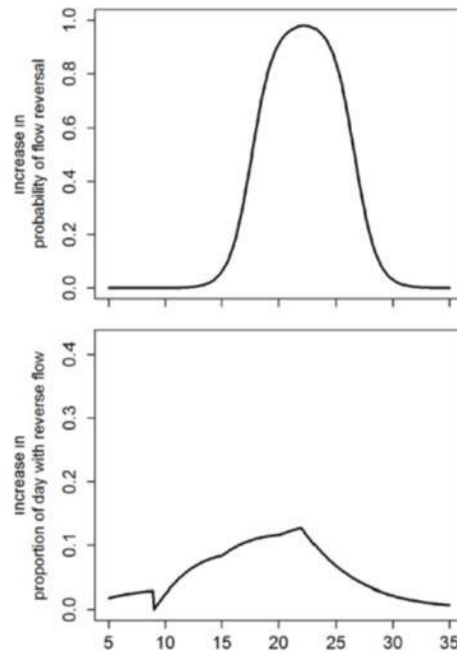 increase in
probability of flow reversal
0.0 0.2 0.4 0.6 0.8 1.0
increase in
proportion of day with reverse flow
0.0 0.1 0.2 0.3 0.4
5 10 15 20 25 30 35